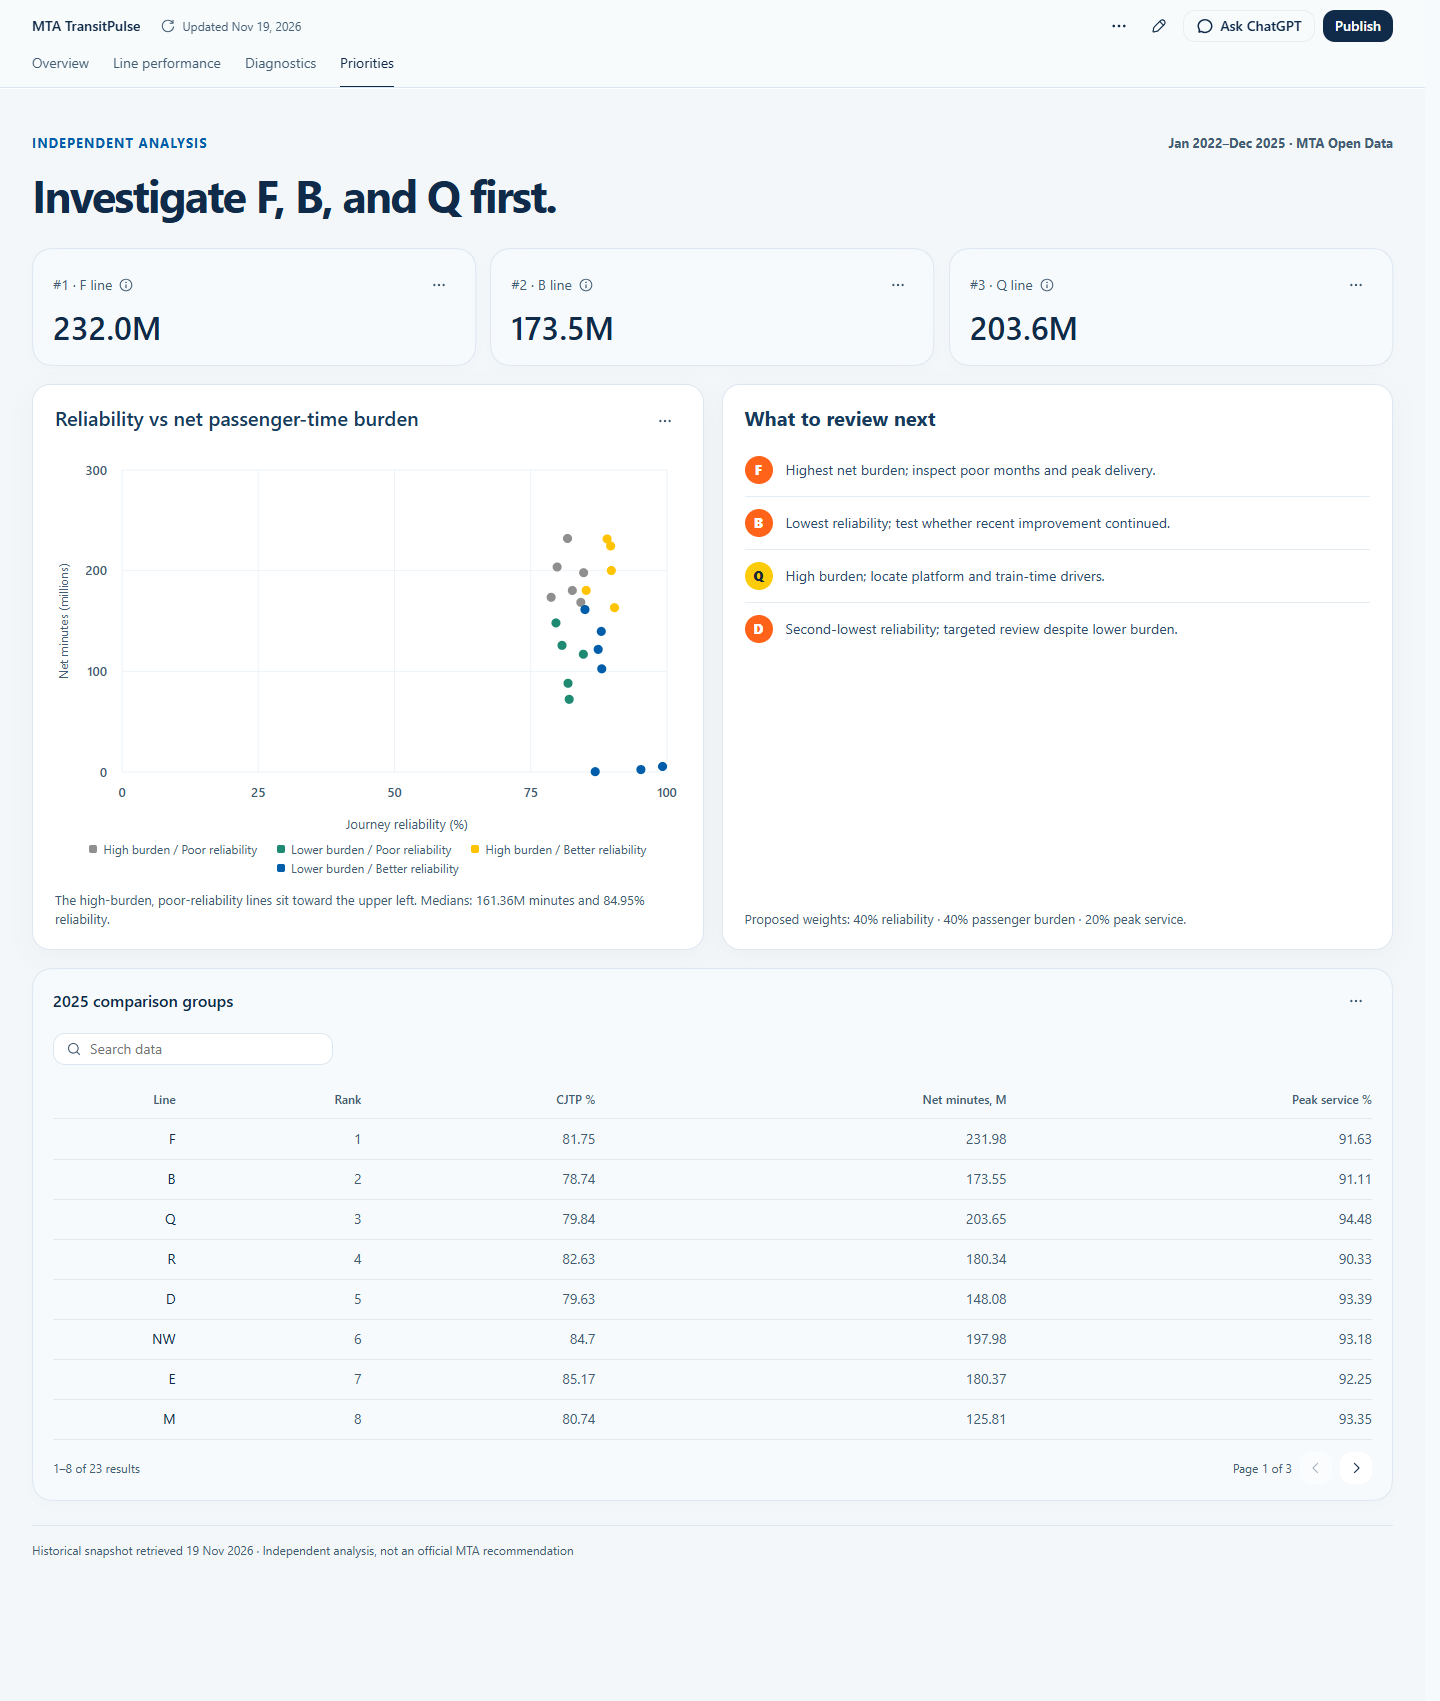 MTA TransitPulse
Updated Nov 19, 2026
Ask ChatGPT
Publish
Overview
Line performance
Diagnostics
Priorities
INDEPENDENT ANALYSIS
Jan 2022–Dec 2025 · MTA Open Data
Investigate F, B, and Q first.
#1 · F line
232.0M
#2 · B line
173.5M
#3 · Q line
203.6M
Reliability vs net passenger-time burden
Net minutes (millions)
300
200
100
0
0 25 50 75 100
Journey reliability (%)
High burden / Poor reliability
Lower burden / Poor reliability
High burden / Better reliability
Lower burden / Better reliability
The high-burden, poor-reliability lines sit toward the upper left. Medians: 161.36M minutes and 84.95%
reliability.
What to review next
F Highest net burden; inspect poor months and peak delivery.
B Lowest reliability; test whether recent improvement continued.
Q High burden; locate platform and train-time drivers.
D Second-lowest reliability; targeted review despite lower burden.
Proposed weights: 40% reliability · 40% passenger burden · 20% peak service.
2025 comparison groups
Search data
Line Rank CJTP % Net minutes, M Peak service %
F 1 81.75 231.98 91.63
B 2 78.74 173.55 91.11
Q 3 79.84 203.65 94.48
R 4 82.63 180.34 90.33
D 5 79.63 148.08 93.39
NW 6 84.7 197.98 93.18
E 7 85.17 180.37 92.25
M 8 80.74 125.81 93.35
1–8 of 23 results
Page 1 of 3
Historical snapshot retrieved 19 Nov 2026 · Independent analysis, not an official MTA recommendation